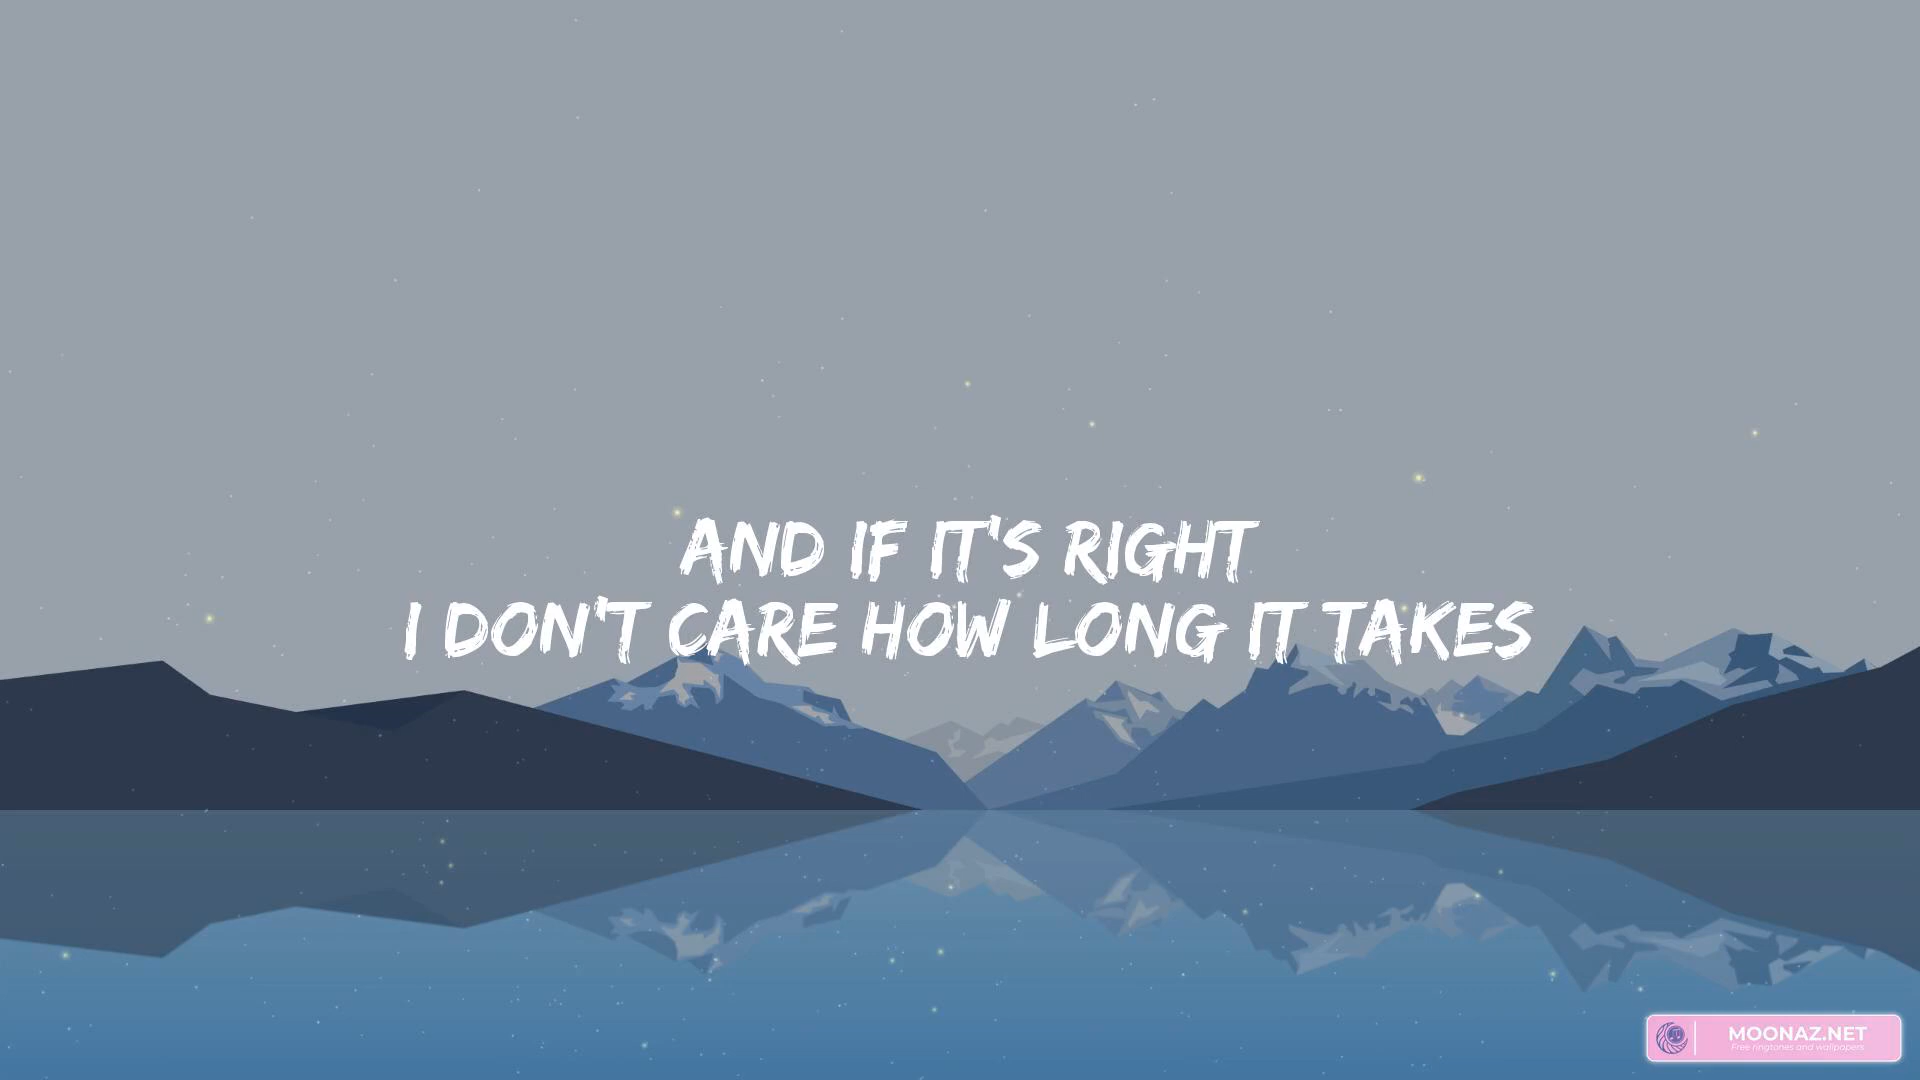 AND IF IT'S RIGHT
I DON'T CARE HOW LONG IT TAKES
MOONAZ.NET
Free ringtones and wallpapers